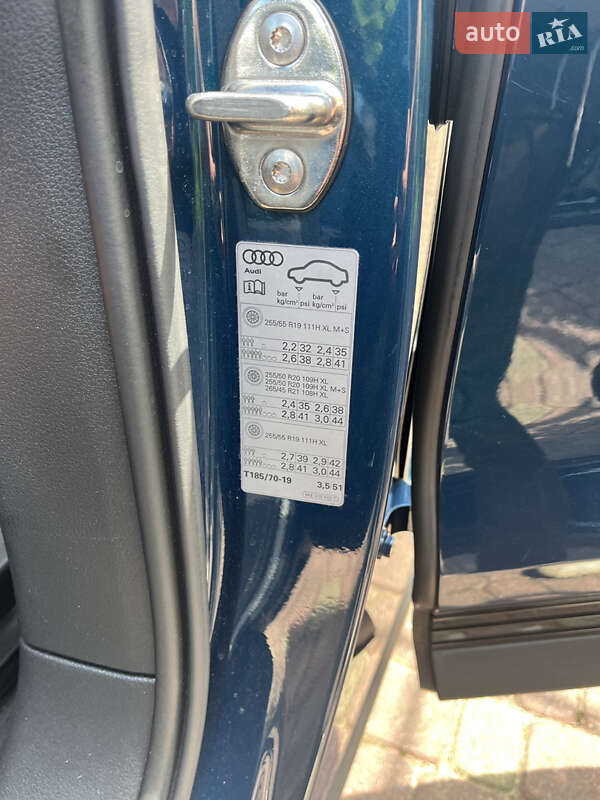 auto RIA .com
Audi
bar bar
kg/cm² psi kg/cm² psi
255/55 R19 111H XL M+S
2,2 32 2,4 35
2,6 38 2,8 41
255/50 R20 109H XL
255/50 R20 109H XL M+S
265/45 R21 108H XL
2,4 35 2,6 38
2,8 41 3,0 44
255/55 R19 111H XL
2,7 39 2,9 42
2,8 41 3,0 44
T185/70-19 3,5 51